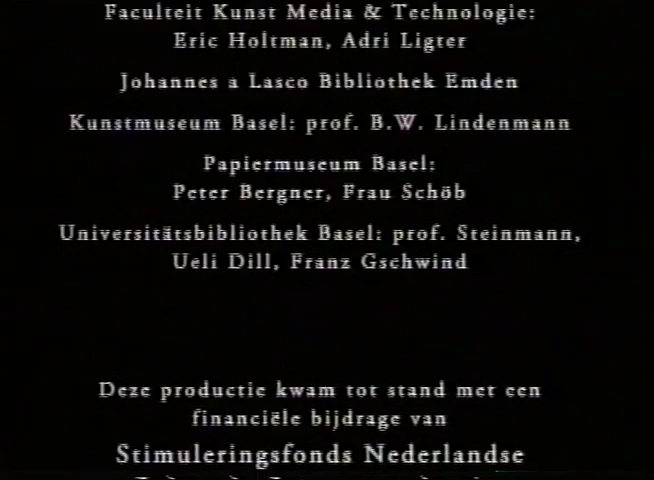 Faculteit Kunst Media & Technologie:
Eric Holtman, Adri Ligter
Johannes a Lasco Bibliothek Emden
Kunstmuseum Basel: prof. B.W. Lindenmann
Papiermuseum Basel:
Peter Bergner, Frau Schöb
Universitätsbibliothek Basel: prof. Steinmann,
Ueli Dill, Franz Gschwind
Deze productie kwam tot stand met een
financiële bijdrage van
Stimuleringsfonds Nederlandse